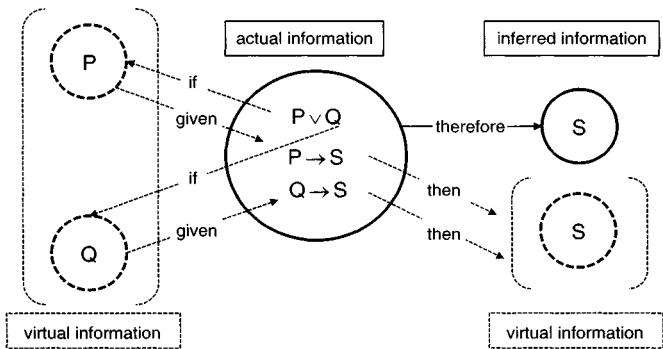 actual information
inferred information
P
if
given
P ∨ Q
P → S
Q → S
therefore
S
if
then
given
then
Q
S
virtual information
virtual information